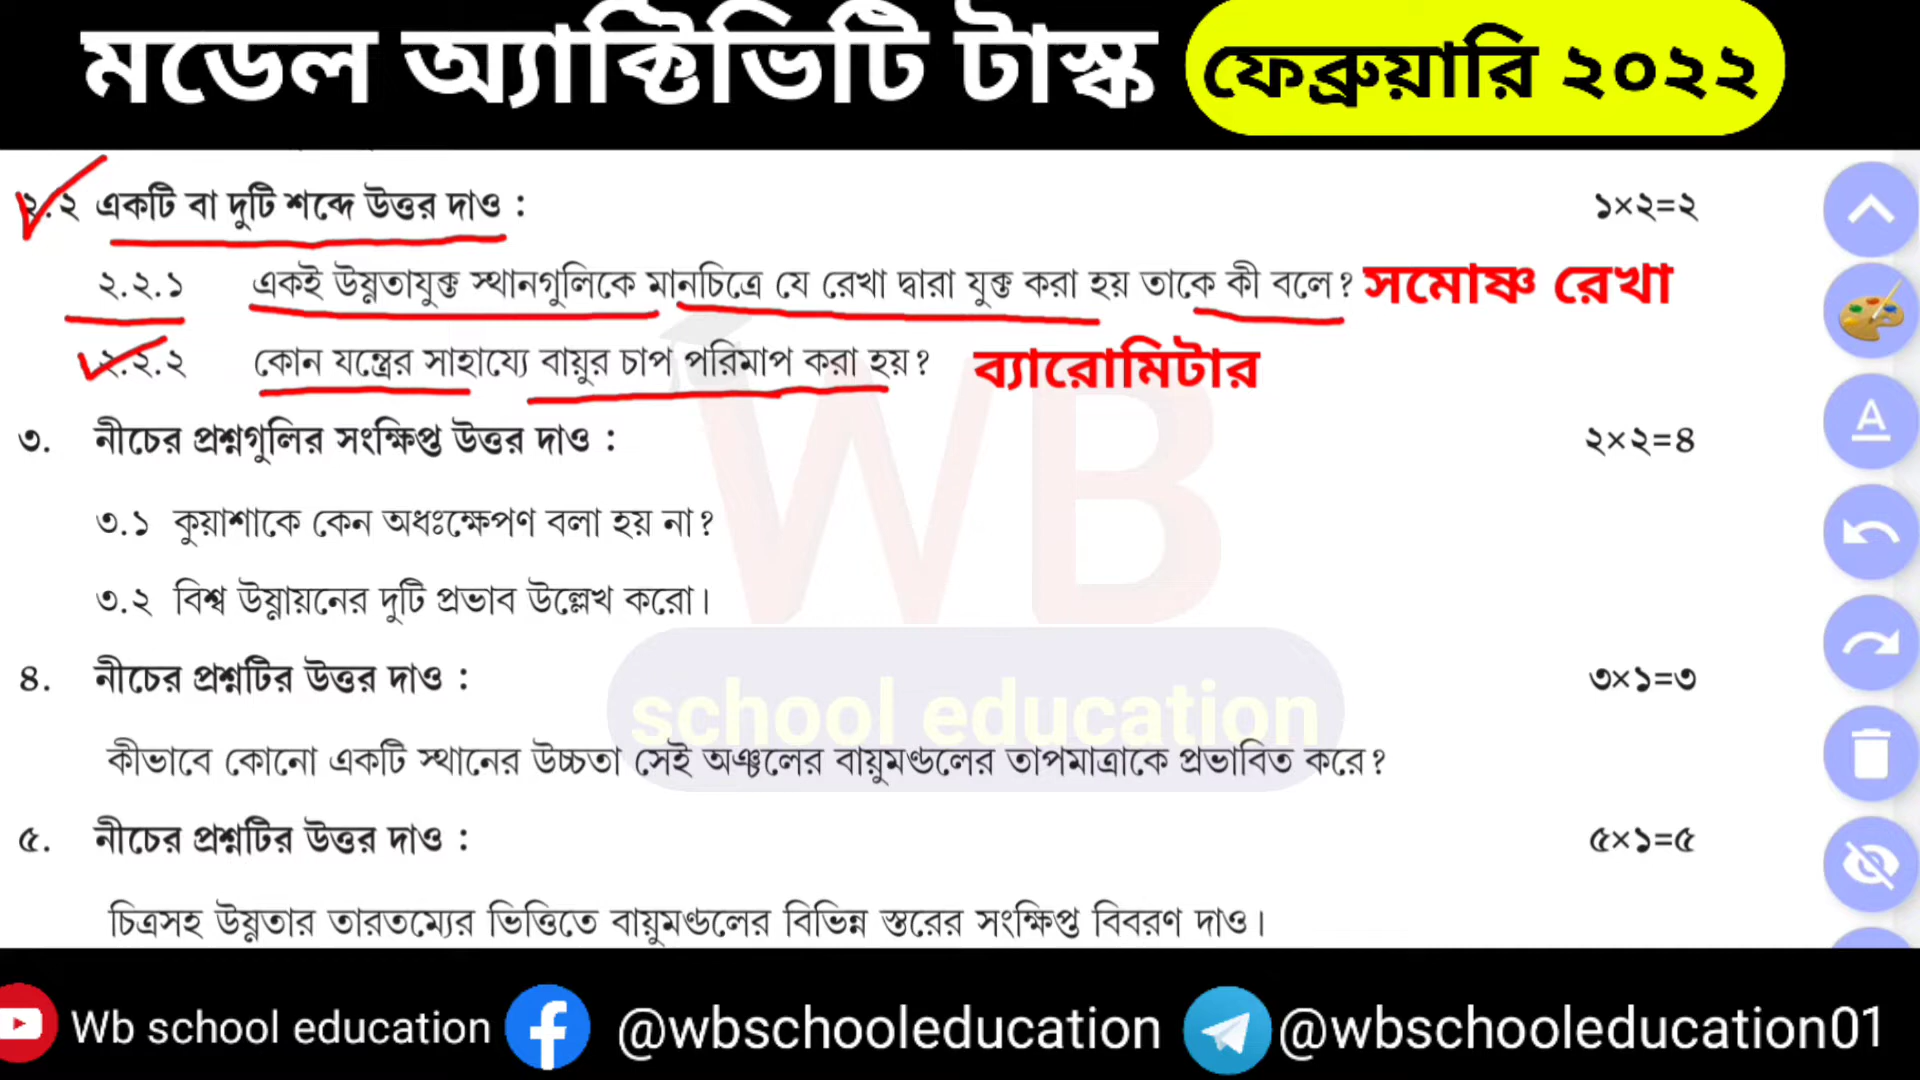 মডেল অ্যাক্টিভিটি টাস্ক ফেব্রুয়ারি ২০২২
২.২ একটি বা দুটি শব্দে উত্তর দাও : ১×২=২
২.২.১ একই উষ্ণতাযুক্ত স্থানগুলিকে মানচিত্রে যে রেখা দ্বারা যুক্ত করা হয় তাকে কী বলে? সমোষ্ণ রেখা
২.২.২ কোন যন্ত্রের সাহায্যে বায়ুর চাপ পরিমাপ করা হয়? ব্যারোমিটার
৩. নীচের প্রশ্নগুলির সংক্ষিপ্ত উত্তর দাও : ২×২=৪
৩.১ কুয়াশাকে কেন অধঃক্ষেপণ বলা হয় না?
৩.২ বিশ্ব উষ্ণায়নের দুটি প্রভাব উল্লেখ করো।
৪. নীচের প্রশ্নটির উত্তর দাও : ৩×১=৩
WB
school education
কীভাবে কোনো একটি স্থানের উচ্চতা সেই অঞ্চলের বায়ুমণ্ডলের তাপমাত্রাকে প্রভাবিত করে?
৫. নীচের প্রশ্নটির উত্তর দাও : ৫×১=৫
চিত্রসহ উষ্ণতার তারতম্যের ভিত্তিতে বায়ুমণ্ডলের বিভিন্ন স্তরের সংক্ষিপ্ত বিবরণ দাও।
A
Wb school education @wbschooleducation @wbschooleducation01